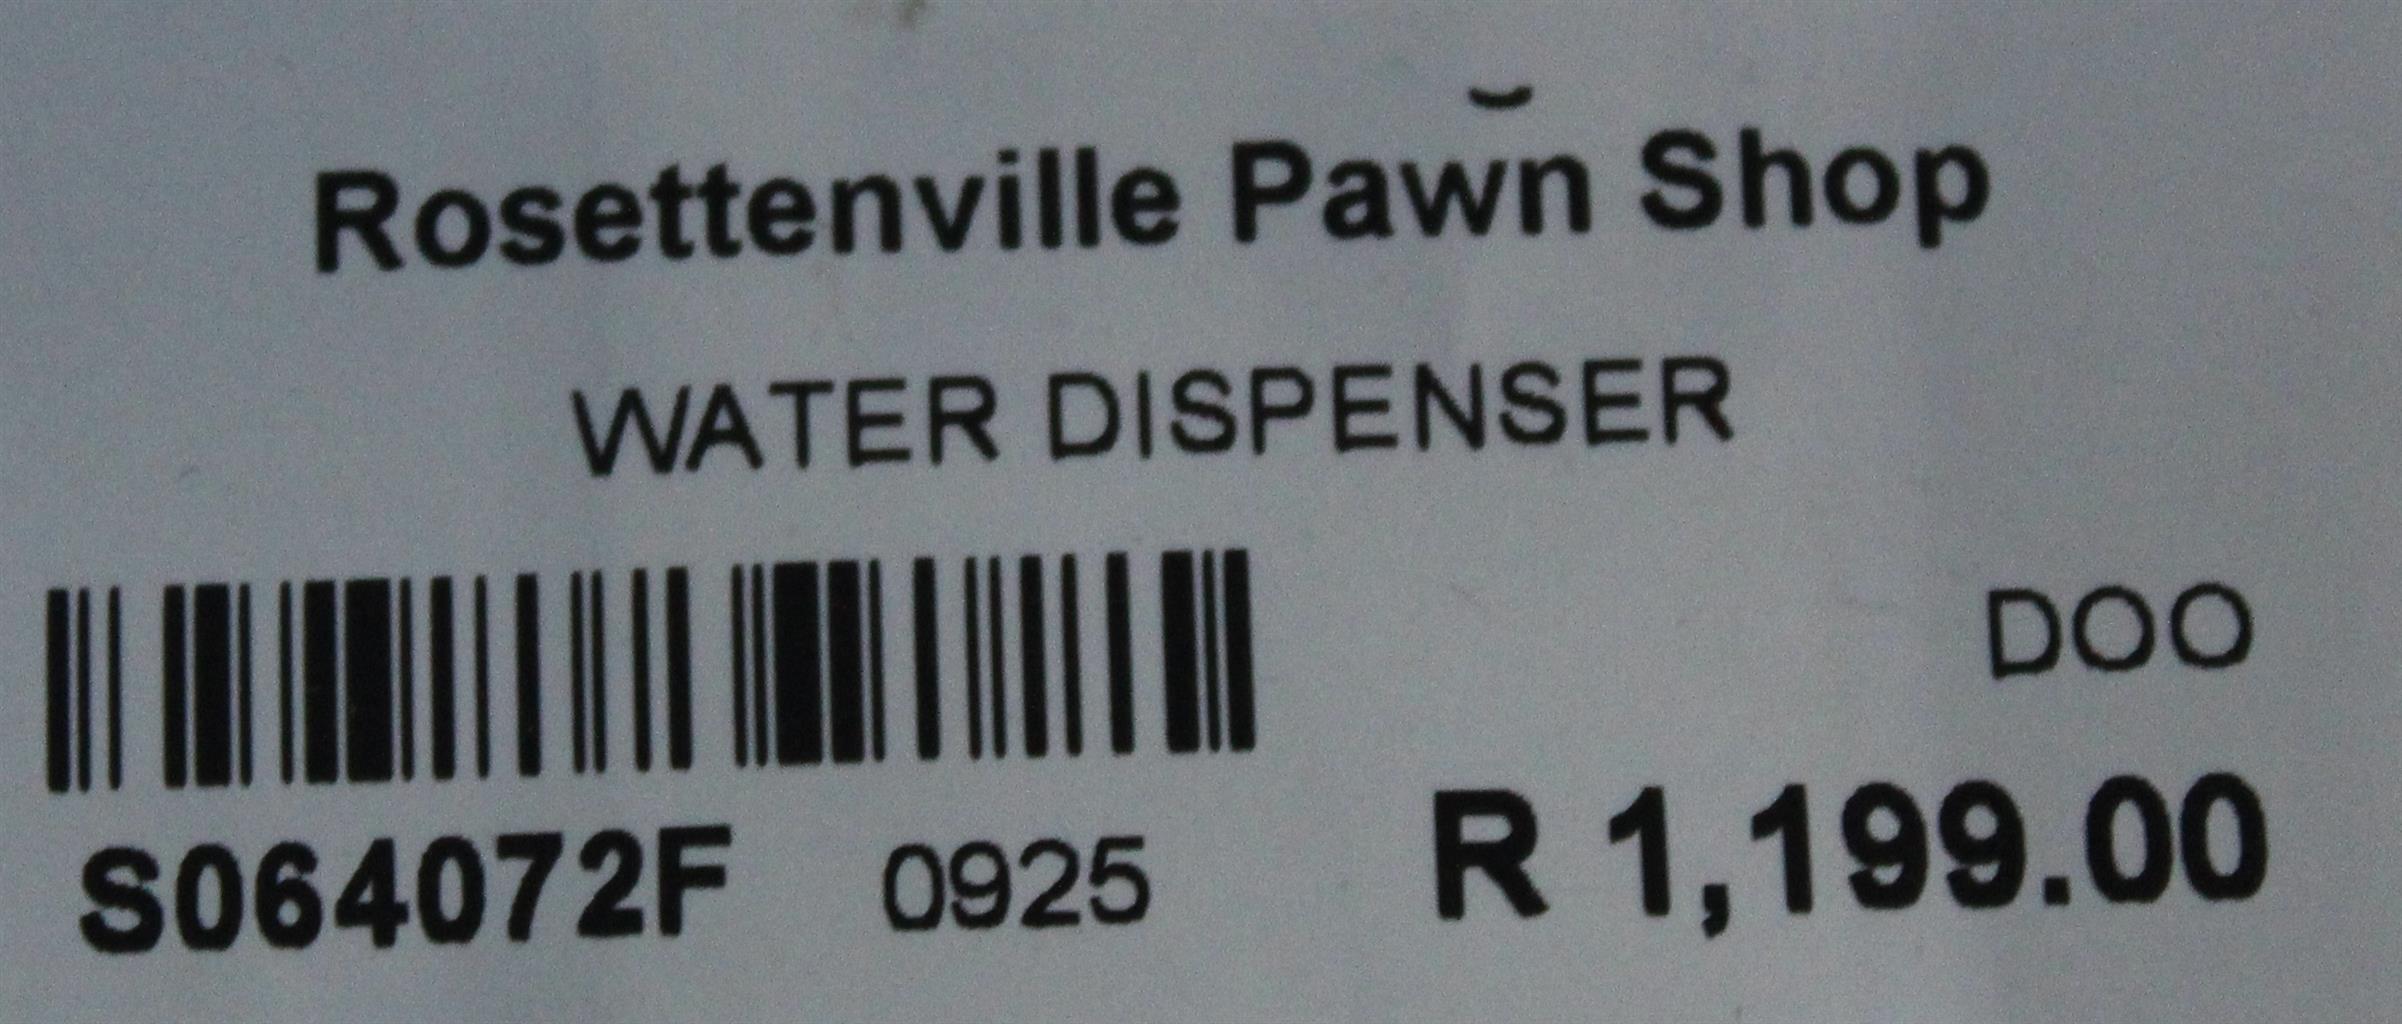 Rosettenville Pawn Shop
WATER DISPENSER
DOO
S064072F 0925 R 1,199.00